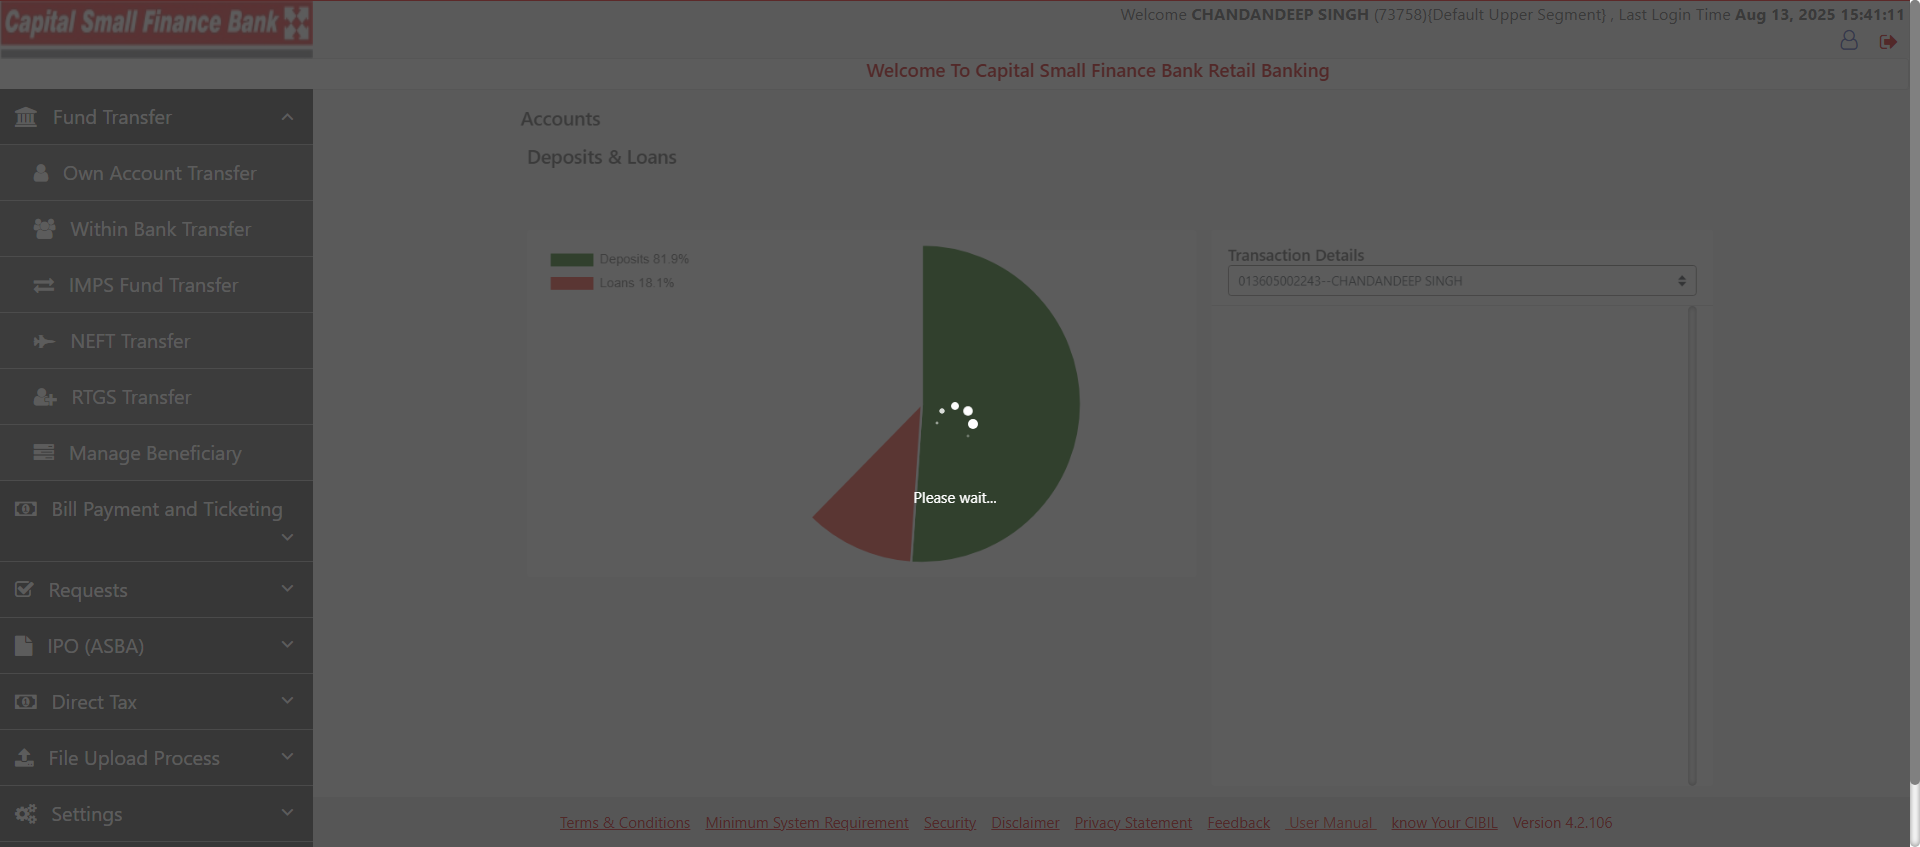 Capital Small Finance Bank
Welcome CHANDANDEEP SINGH (73758){Default Upper Segment} , Last Login Time Aug 13, 2025 15:41:11
Welcome To Capital Small Finance Bank Retail Banking
Fund Transfer
Own Account Transfer
Within Bank Transfer
IMPS Fund Transfer
NEFT Transfer
RTGS Transfer
Manage Beneficiary
Bill Payment and Ticketing
Requests
IPO (ASBA)
Direct Tax
File Upload Process
Settings
Accounts
Deposits & Loans
Deposits 81.9%
Loans 18.1%
Please wait...
Transaction Details
013605002243--CHANDANDEEP SINGH
Terms & Conditions Minimum System Requirement Security Disclaimer Privacy Statement Feedback User Manual know Your CIBIL Version 4.2.106